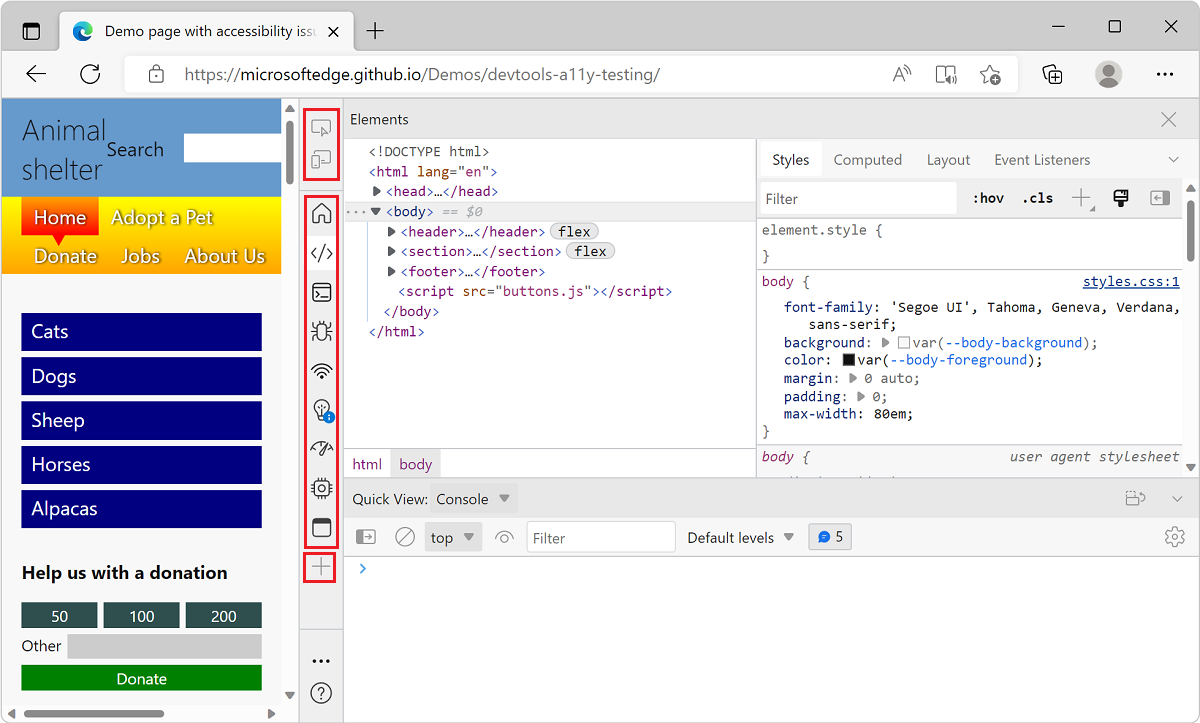 Demo page with accessibility issu
https://microsoftedge.github.io/Demos/devtools-a11y-testing/
Animal
shelter
Search
Home
Adopt a Pet
Donate
Jobs
About Us
Cats
Dogs
Sheep
Horses
Alpacas
Help us with a donation
50
100
200
Other
Donate
Elements
<!DOCTYPE html>
<html lang="en">
<head>…</head>
<body> == $0
<header>…</header> flex
<section>…</section> flex
<footer>…</footer>
<script src="buttons.js"></script>
</body>
</html>
html
body
Styles
Computed
Layout
Event Listeners
Filter
:hov
.cls
element.style {
}
body {
styles.css:1
font-family: 'Segoe UI', Tahoma, Geneva, Verdana,
sans-serif;
background: var(--body-background);
color: var(--body-foreground);
margin: 0 auto;
padding: 0;
max-width: 80em;
}
body {
user agent stylesheet
Quick View:
Console
top
Filter
Default levels
5